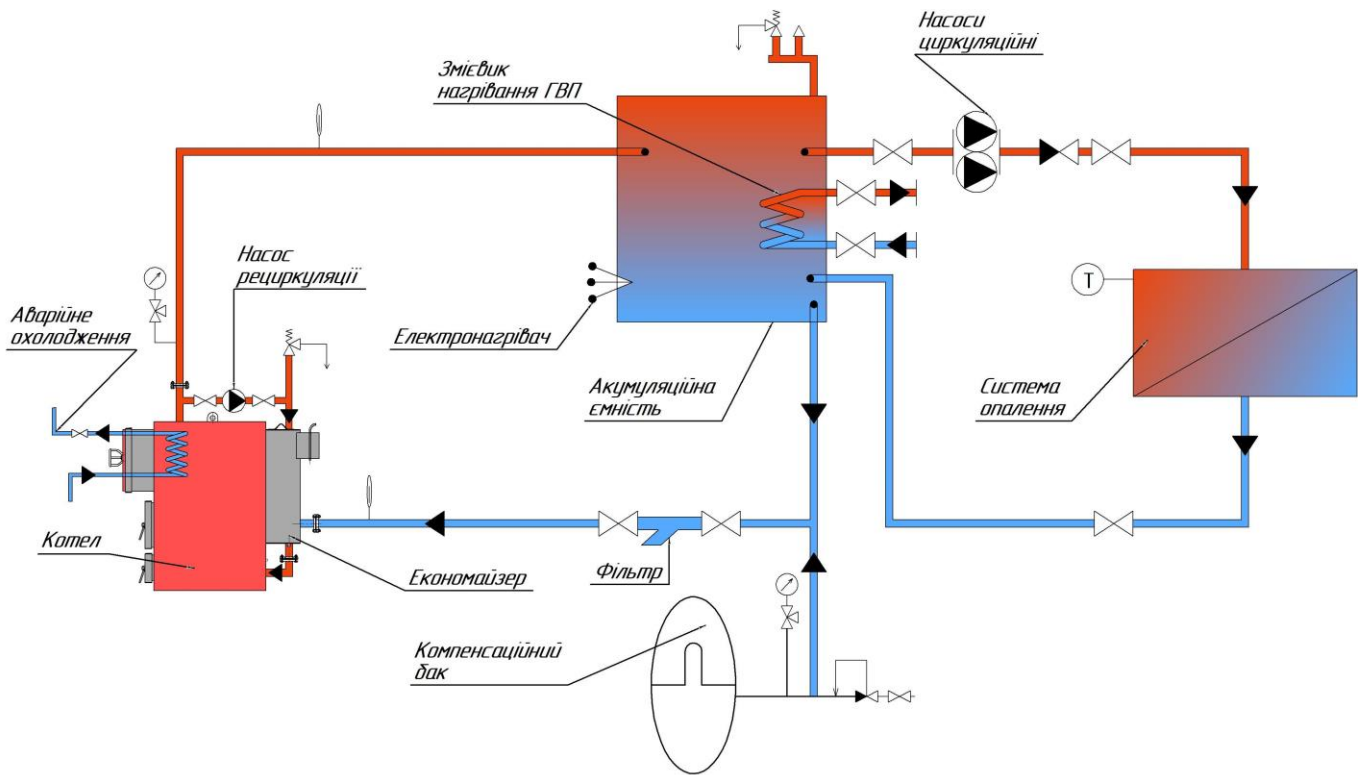 Насоси
циркуляційні
Змієвик
нагрівання ГВП
Насос
рециркуляції
Аварійне
охолодження
Електронагрівач
Т
Акумуляційна
ємність
Система
опалення
Котел
Економайзер
Фільтр
Компенсаційний
бак